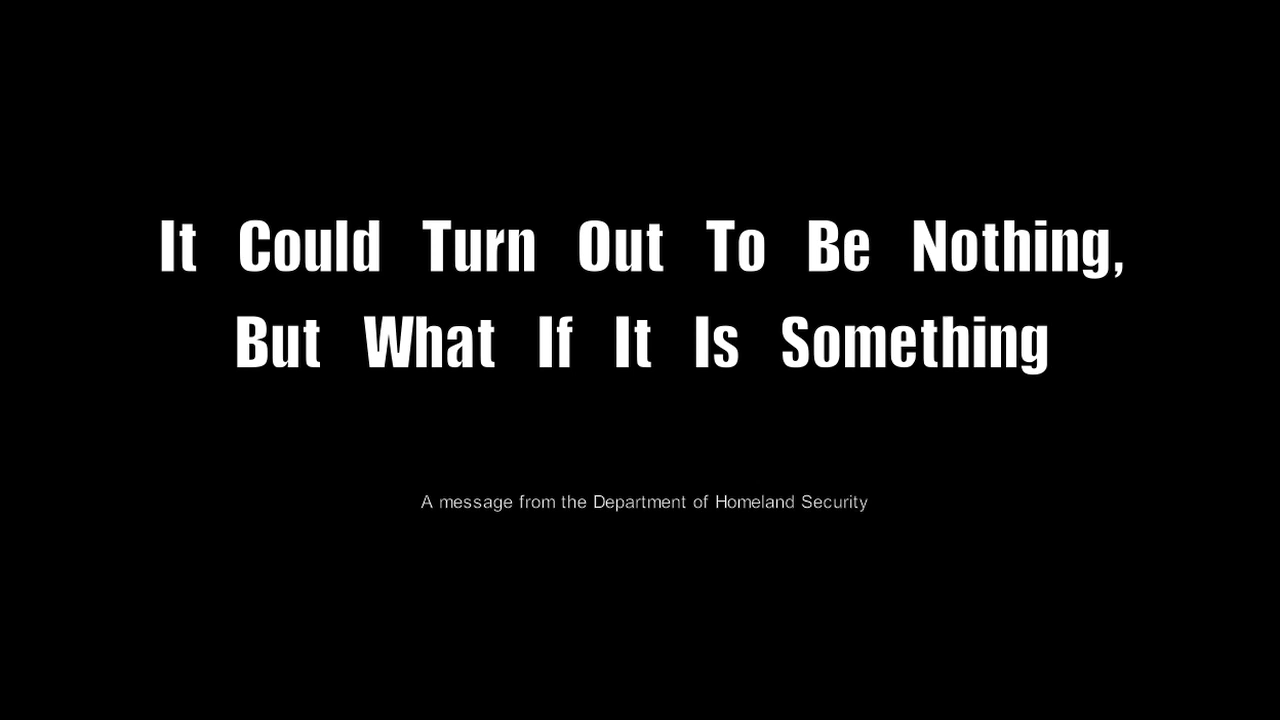 It Could Turn Out To Be Nothing,
But What If It Is Something
A message from the Department of Homeland Security